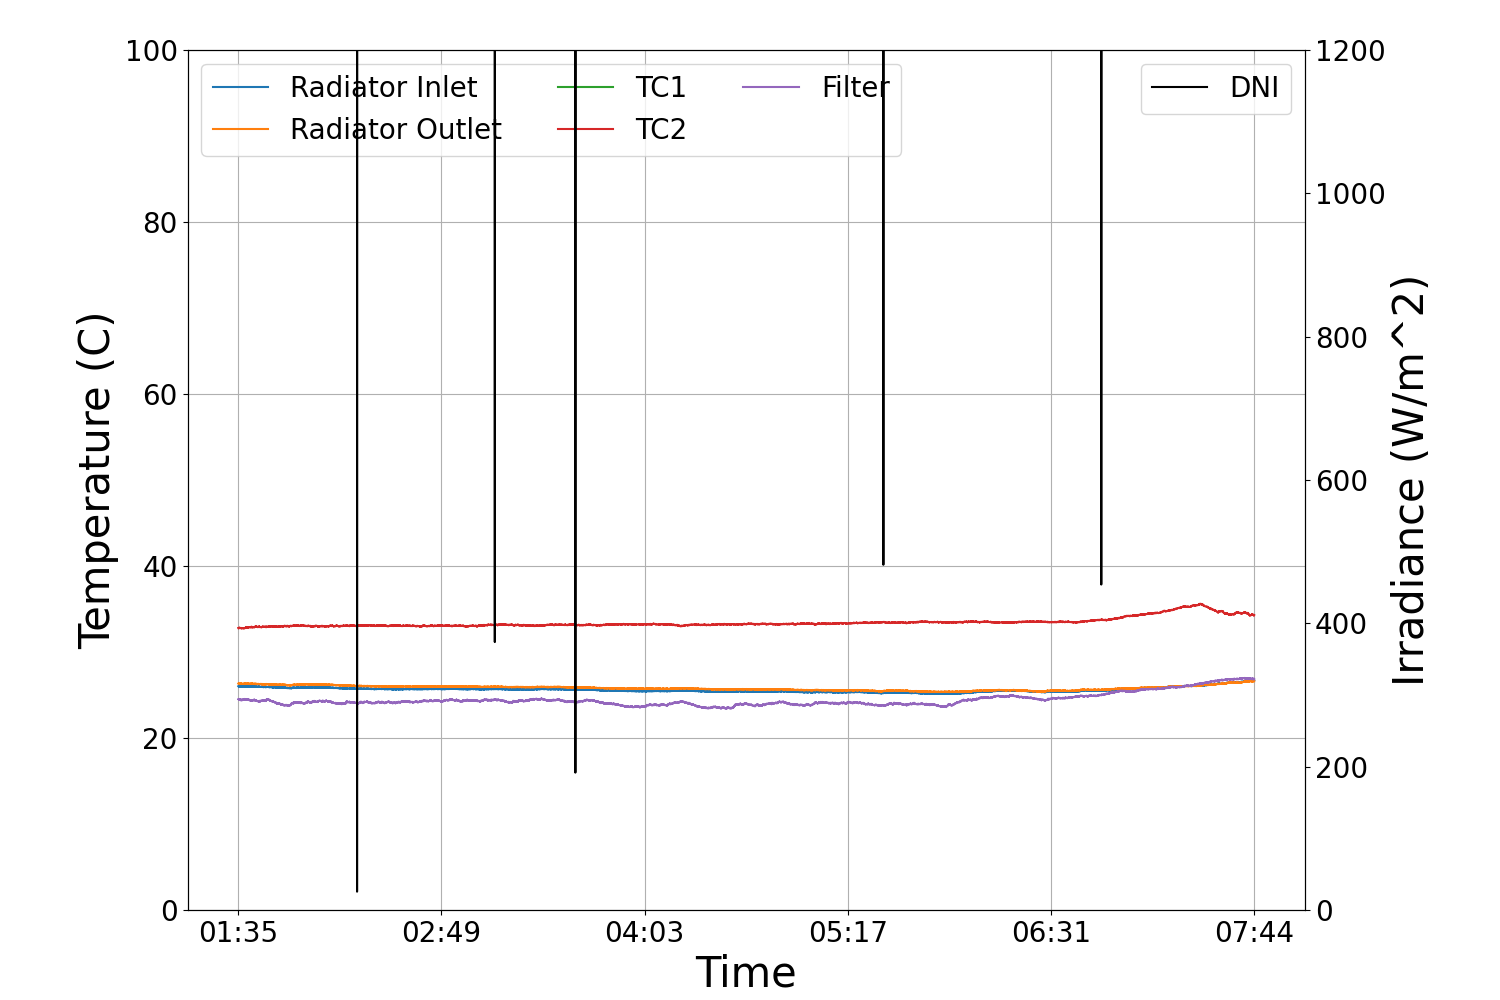 Radiator Inlet
Radiator Outlet
TC1
TC2
Filter
DNI
Temperature (C)
100
80
60
40
20
0
1200
1000
800
600
400
200
0
Irradiance (W/m^2)
01:35 02:49 04:03 05:17 06:31 07:44
Time